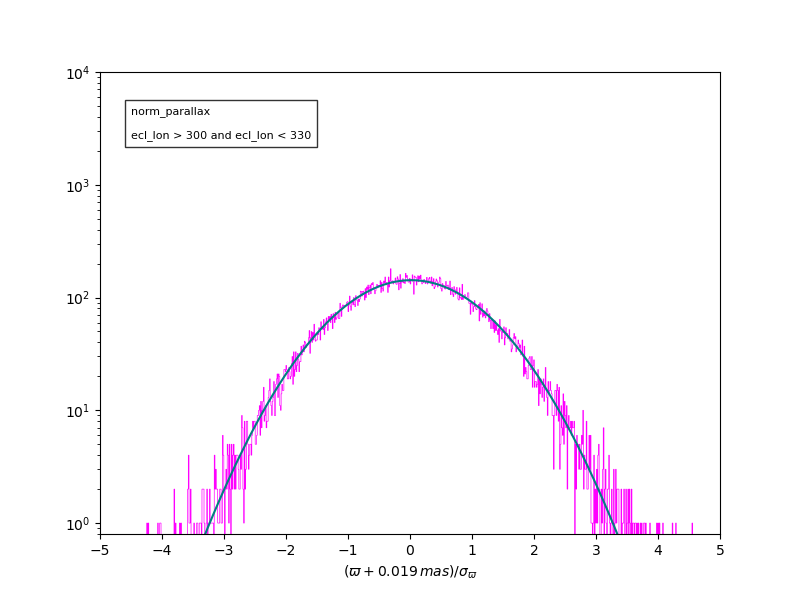 10⁴
norm_parallax
ecl_lon > 300 and ecl_lon < 330
10³
10²
10¹
10⁰
−5 −4 −3 −2 −1 0 1 2 3 4 5
(ϖ + 0.019 mas)/σ_ϖ